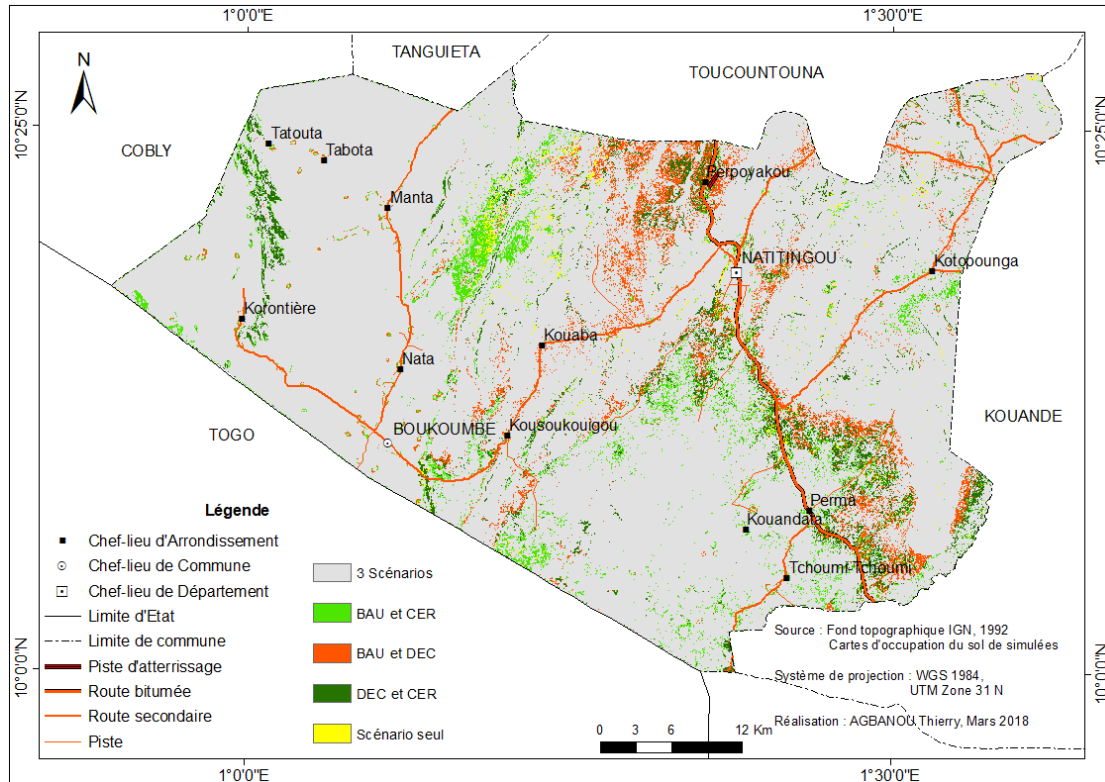 1°0'0"E
1°30'0"E
N
TANGUIETA
TOUCOUNTOUNA
10°25'0"N
10°25'0"N
COBLY
Tatouta
Tabota
Perpoyakou
Manta
NATITINGOU
Kotopounga
Korontière
Kouaba
Nata
KOUANDE
TOGO
BOUKOUMBE
Kousoukouigou
Perma
Kouandata
Tchoumi-Tchoumi
Légende
Chef-lieu d'Arrondissement
Chef-lieu de Commune
Chef-lieu de Département
Limite d'Etat
Limite de commune
Piste d'atterrissage
Route bitumée
Route secondaire
Piste
3 Scénarios
BAU et CER
BAU et DEC
DEC et CER
Scénario seul
Source : Fond topographique IGN, 1992
Cartes d'occupation du sol de simulées
Système de projection : WGS 1984,
UTM Zone 31 N
Réalisation : AGBANOU Thierry, Mars 2018
0 3 6 12 Km
10°0'0"N
10°0'0"N
1°0'0"E
1°30'0"E